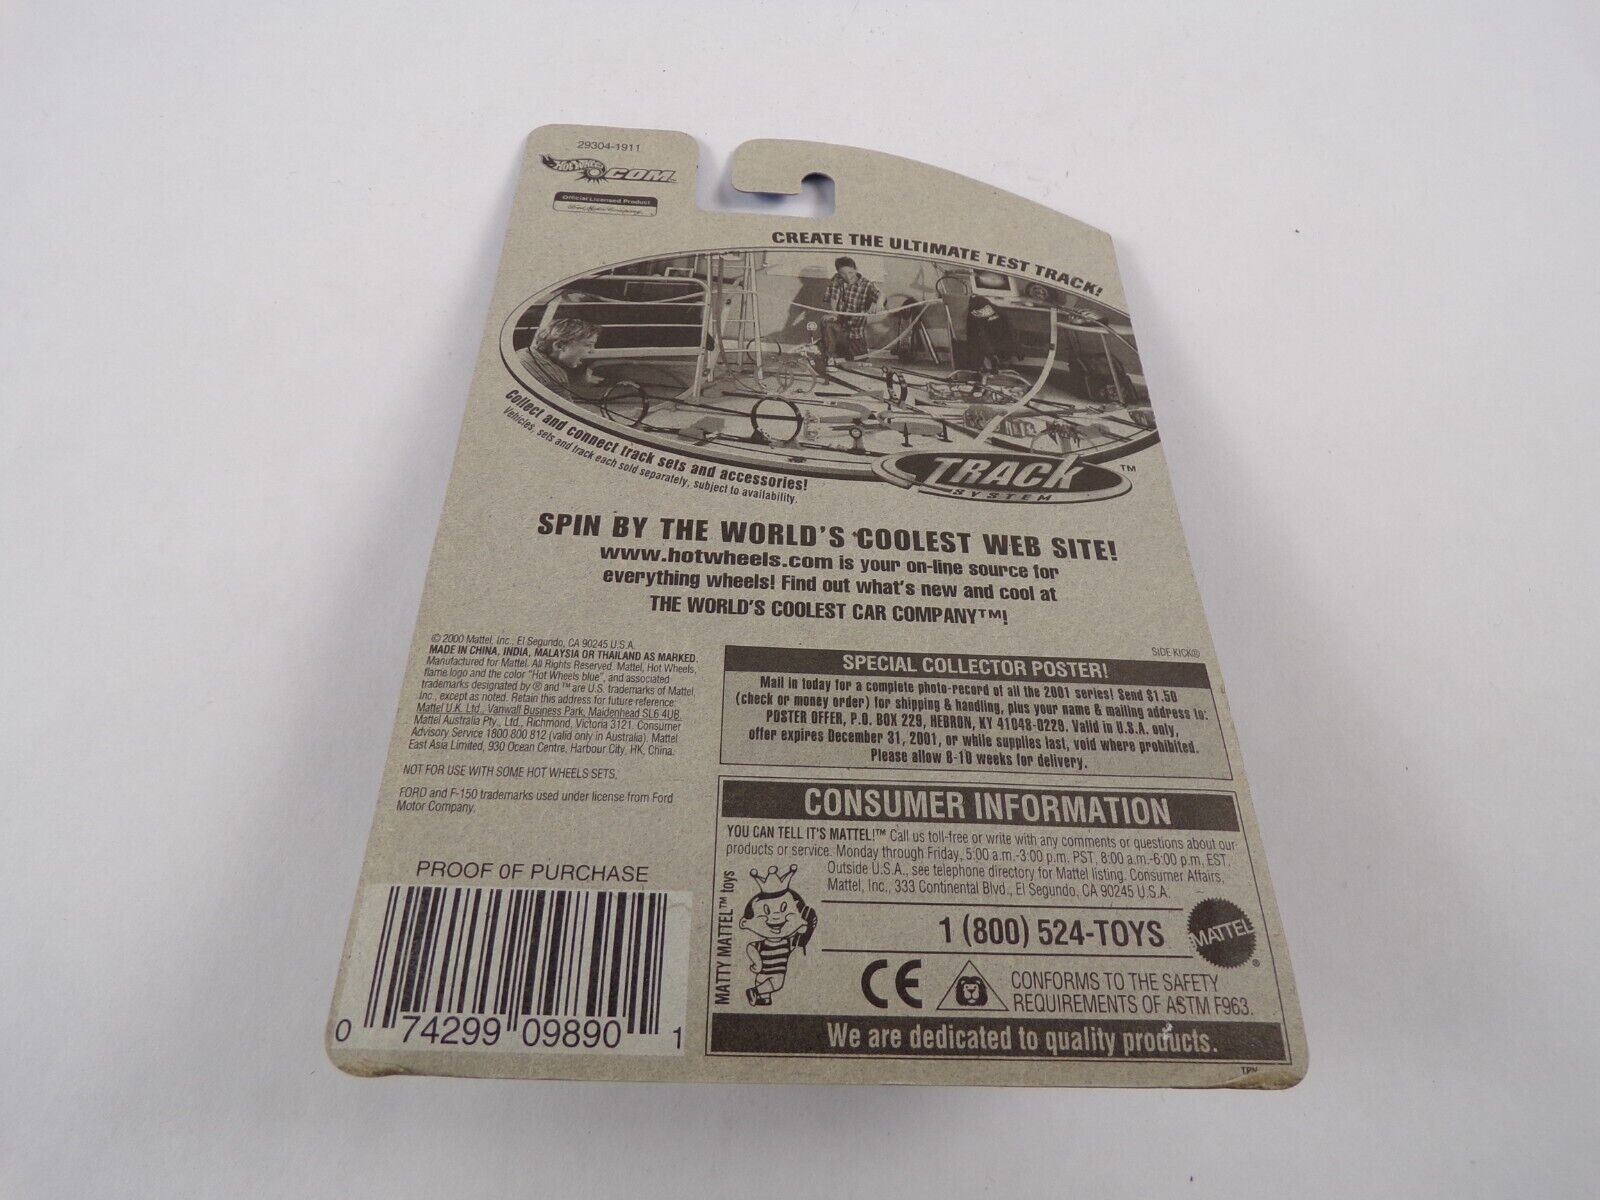 29304-1911
HOT WHEELS .COM™
Official Licensed Product
Ford Motor Company
CREATE THE ULTIMATE TEST TRACK!
Collect and connect track sets and accessories!
Vehicles, sets and track each sold separately, subject to availability.
TRACK
SYSTEM
™
SPIN BY THE WORLD'S COOLEST WEB SITE!
www.hotwheels.com is your on-line source for
everything wheels! Find out what's new and cool at
THE WORLD'S COOLEST CAR COMPANY™!
© 2000 Mattel, Inc., El Segundo, CA 90245 U.S.A.
MADE IN CHINA, INDIA, MALAYSIA OR THAILAND AS MARKED.
Manufactured for Mattel. All Rights Reserved. Mattel, Hot Wheels,
flame logo and the color "Hot Wheels blue", and associated
trademarks designated by ® and ™ are U.S. trademarks of Mattel,
Inc., except as noted. Retain this address for future reference:
Mattel U.K. Ltd., Vanwall Business Park, Maidenhead SL6 4UB.
Mattel Australia Pty., Ltd., Richmond, Victoria 3121. Consumer
Advisory Service 1800 800 812 (valid only in Australia). Mattel
East Asia Limited, 930 Ocean Centre, Harbour City, HK, China.
NOT FOR USE WITH SOME HOT WHEELS SETS.
FORD and F-150 trademarks used under license from Ford
Motor Company.
PROOF OF PURCHASE
0 74299 09890 1
SIDE KICK®
SPECIAL COLLECTOR POSTER!
Mail in today for a complete photo-record of all the 2001 series! Send $1.50
(check or money order) for shipping & handling, plus your name & mailing address to:
POSTER OFFER, P.O. BOX 229, HEBRON, KY 41048-0229. Valid in U.S.A. only,
offer expires December 31, 2001, or while supplies last, void where prohibited.
Please allow 8-10 weeks for delivery.
CONSUMER INFORMATION
YOU CAN TELL IT'S MATTEL!™ Call us toll-free or write with any comments or questions about our
products or service. Monday through Friday, 5:00 a.m.-3:00 p.m. PST, 8:00 a.m.-6:00 p.m. EST.
Outside U.S.A., see telephone directory for Mattel listing. Consumer Affairs,
Mattel, Inc., 333 Continental Blvd., El Segundo, CA 90245 U.S.A.
MATTY MATTEL™ toys
1 (800) 524-TOYS
MATTEL®
CE
CONFORMS TO THE SAFETY
REQUIREMENTS OF ASTM F963.
We are dedicated to quality products.